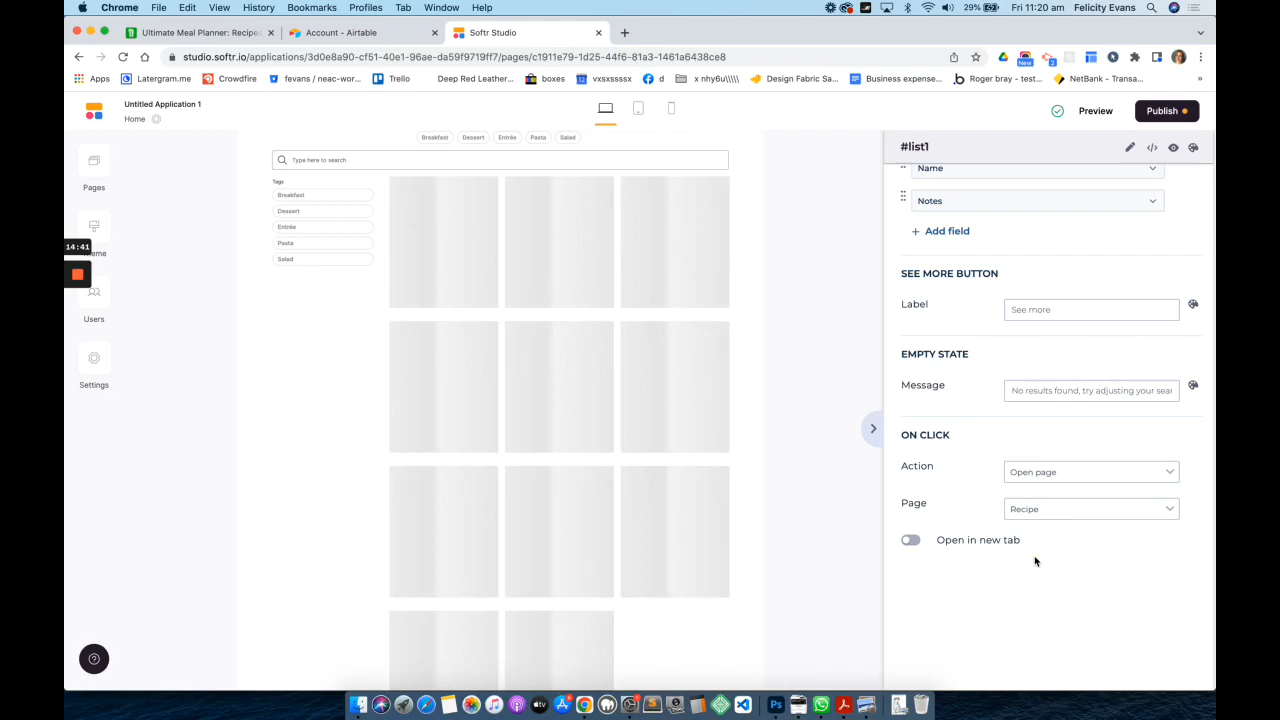 Chrome File Edit View History Bookmarks Profiles Tab Window Help 29% Fri 11:20 am Felicity Evans
Ultimate Meal Planner: Recipes Account - Airtable Softr Studio
studio.softr.io/applications/3d0e8a90-cf51-40e1-96ae-da59f9719ff7/pages/c1911e79-1d25-44f6-81a3-1461a6438ce8
Apps Latergram.me Crowdfire fevans / neac-wor... Trello Deep Red Leather... boxes vxsxssssx d x nhy6u\\\\\ Design Fabric Sa... Business expense... Roger bray - test... NetBank - Transa...
New
Untitled Application 1
Home
Preview
Publish
Breakfast Dessert Entrée Pasta Salad
#list1
Type here to search
Name
Pages
Tags
Breakfast
Notes
Dessert
Entrée
Add field
Pasta
14:41
Salad
SEE MORE BUTTON
Label
See more
Users
EMPTY STATE
Settings
Message
No results found, try adjusting your sear
ON CLICK
Action
Open page
Page
Recipe
Open in new tab